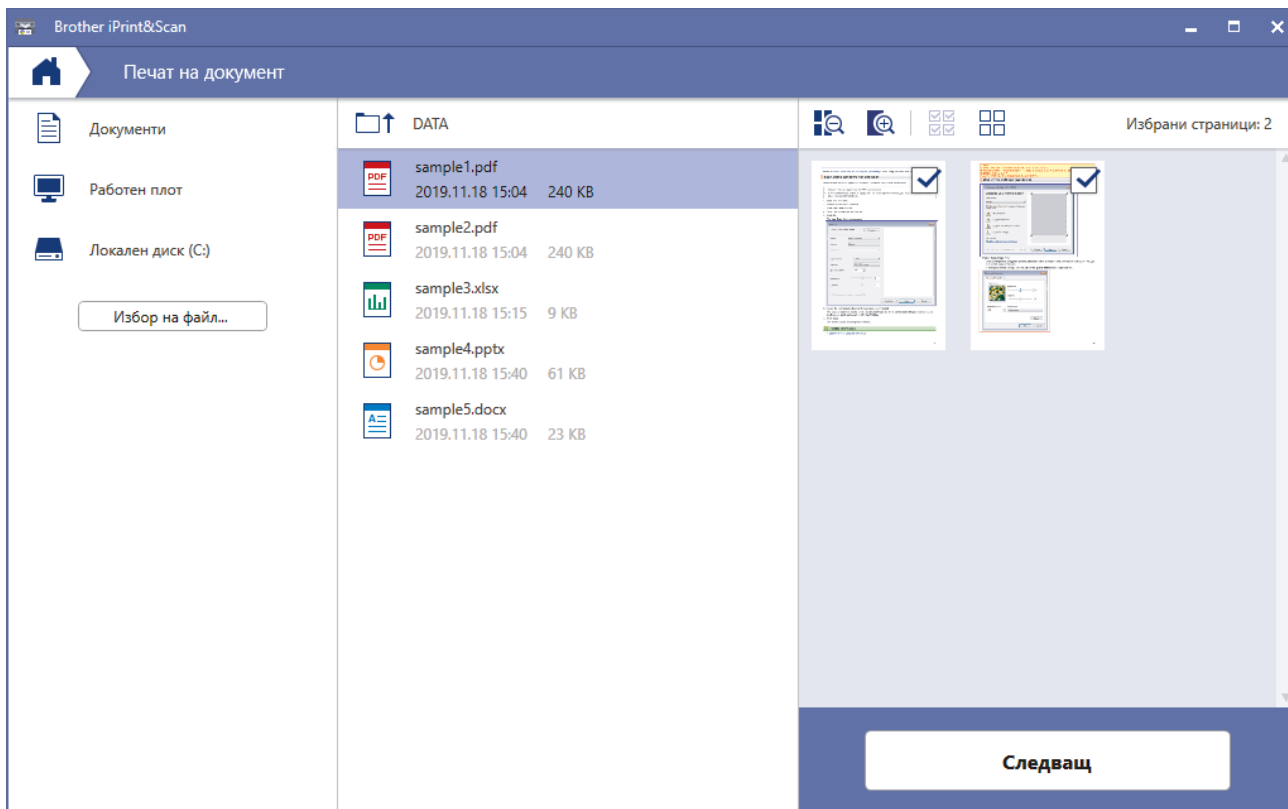 Brother iPrint&Scan
Печат на документ
Документи
Работен плот
Локален диск (C:)
Избор на файл...
DATA
PDF
sample1.pdf
2019.11.18 15:04 240 KB
PDF
sample2.pdf
2019.11.18 15:04 240 KB
sample3.xlsx
2019.11.18 15:15 9 KB
sample4.pptx
2019.11.18 15:40 61 KB
A
sample5.docx
2019.11.18 15:40 23 KB
Избрани страници: 2
Следващ